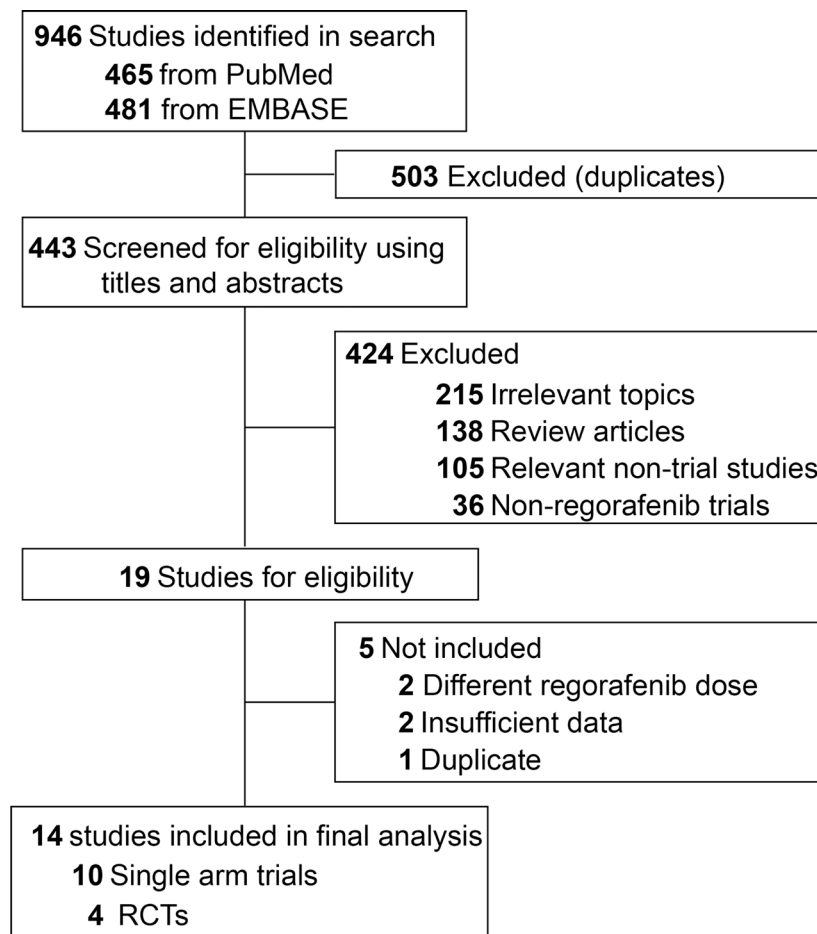 946 Studies identified in search
465 from PubMed
481 from EMBASE
503 Excluded (duplicates)
443 Screened for eligibility using
titles and abstracts
424 Excluded
215 Irrelevant topics
138 Review articles
105 Relevant non-trial studies
36 Non-regorafenib trials
19 Studies for eligibility
5 Not included
2 Different regorafenib dose
2 Insufficient data
1 Duplicate
14 studies included in final analysis
10 Single arm trials
4 RCTs